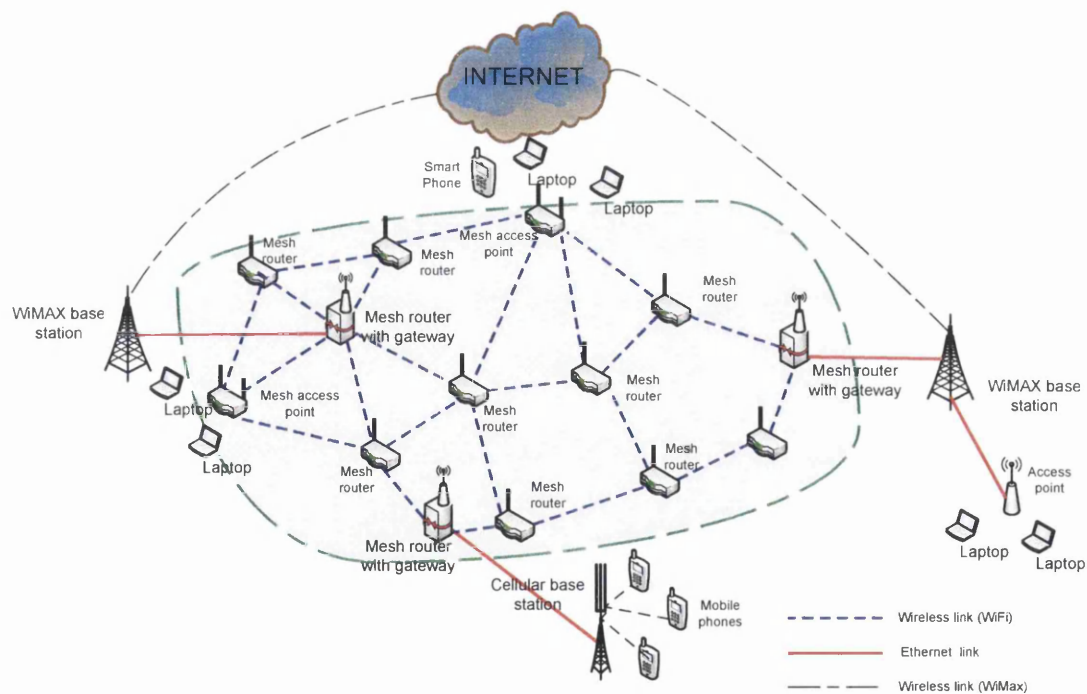 INTERNET
Smart
Phone
Laptop
Laptop
Mesh
router
Mesh
router
Mesh access
point
Mesh
router
WiMAX base
station
Mesh router
with gateway
Mesh router
with gateway
WiMAX base
station
Laptop
Mesh access
point
Mesh
router
Mesh
router
Laptop
Mesh
router
Mesh
router
Mesh
router
Access
point
Mesh router
with gateway
Laptop
Laptop
Cellular base
station
Mobile
phones
Wireless link (WiFi)
Ethernet link
Wireless link (WiMax)